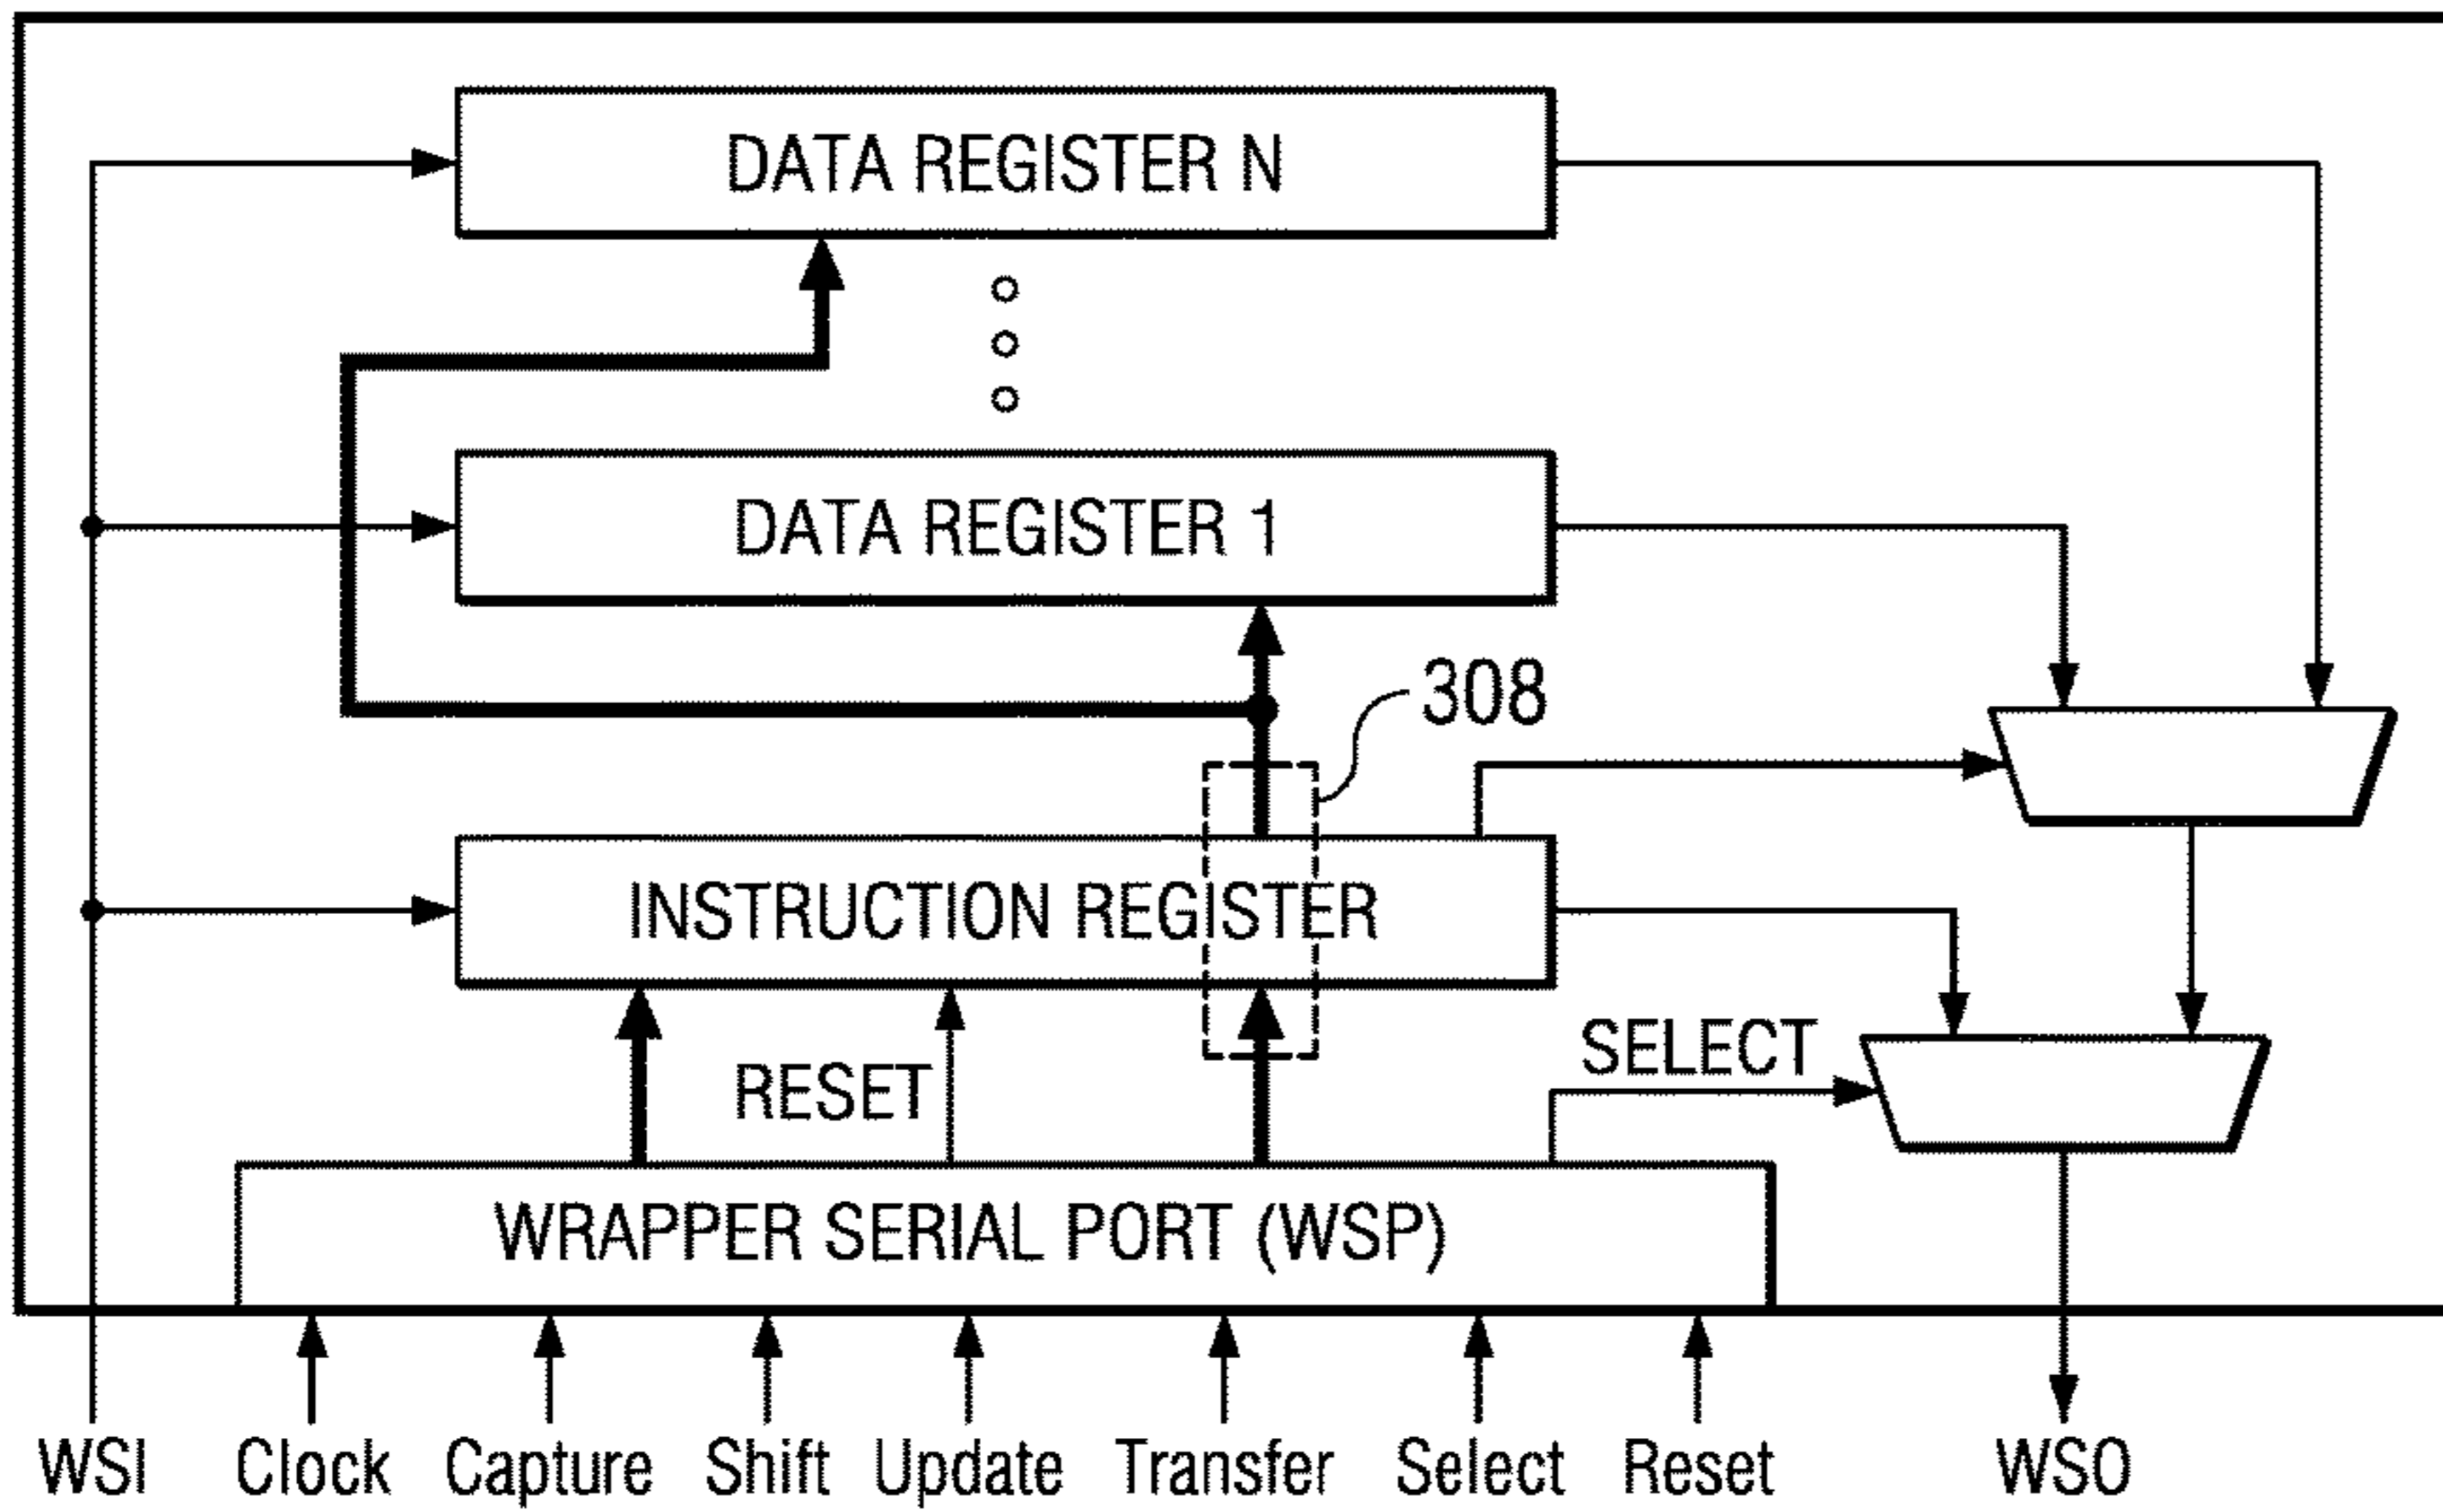 DATA REGISTER N
DATA REGISTER 1
308
INSTRUCTION REGISTER
RESET
SELECT
WRAPPER SERIAL PORT (WSP)
WSI Clock Capture Shift Update Transfer Select Reset WSO